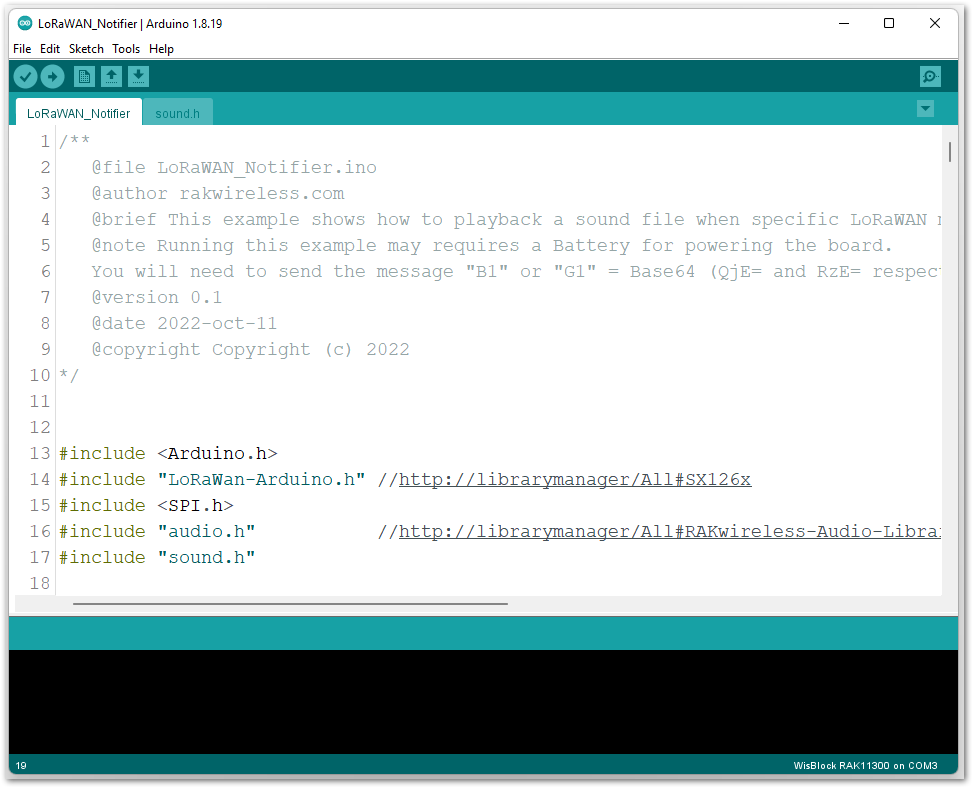 LoRaWAN_Notifier | Arduino 1.8.19
File Edit Sketch Tools Help
LoRaWAN_Notifier sound.h
1 /**
2 @file LoRaWAN_Notifier.ino
3 @author rakwireless.com
4 @brief This example shows how to playback a sound file when specific LoRaWAN
5 @note Running this example may requires a Battery for powering the board.
6 You will need to send the message "B1" or "G1" = Base64 (QjE= and RzE= respec
7 @version 0.1
8 @date 2022-oct-11
9 @copyright Copyright (c) 2022
10 */
11
12
13 #include <Arduino.h>
14 #include "LoRaWan-Arduino.h" //http://librarymanager/All#SX126x
15 #include <SPI.h>
16 #include "audio.h" //http://librarymanager/All#RAKwireless-Audio-Libra
17 #include "sound.h"
18
19 WisBlock RAK11300 on COM3